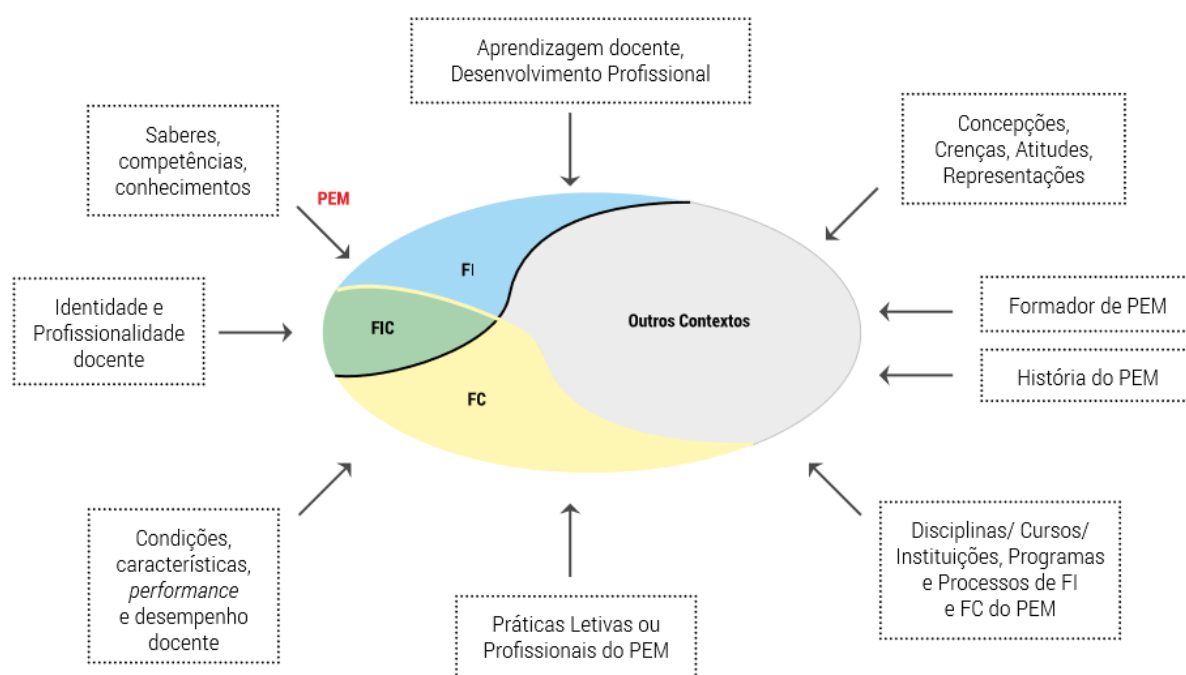 Aprendizagem docente,
Desenvolvimento Profissional
Saberes,
competências,
conhecimentos
Concepções,
Crenças, Atitudes,
Representações
PEM
FI
Identidade e
Profissionalidade
docente
FIC
Outros Contextos
Formador de PEM
História do PEM
FC
Condições,
características,
performance
e desempenho
docente
Práticas Letivas ou
Profissionais do PEM
Disciplinas/ Cursos/
Instituições, Programas
e Processos de FI
e FC do PEM